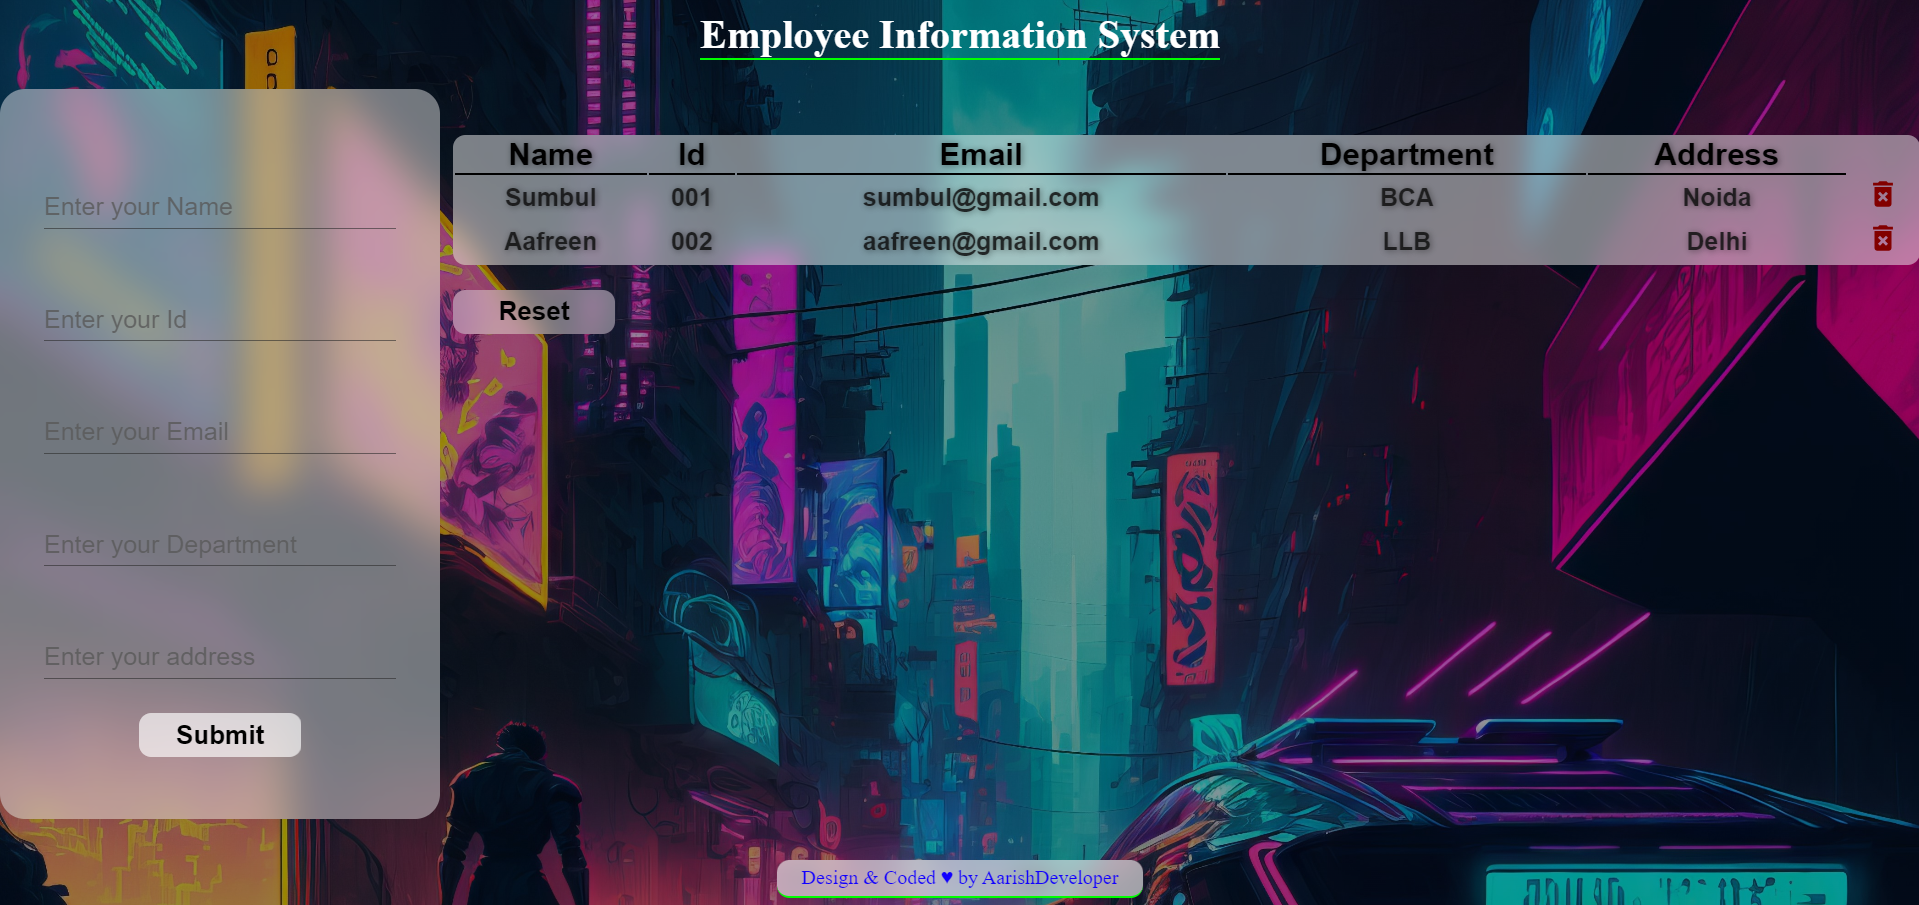 Employee Information System
Enter your Name
Enter your Id
Enter your Email
Enter your Department
Enter your address
Submit
Name Id Email Department Address
Sumbul 001 sumbul@gmail.com BCA Noida
Aafreen 002 aafreen@gmail.com LLB Delhi
Reset
Design & Coded ♥ by AarishDeveloper